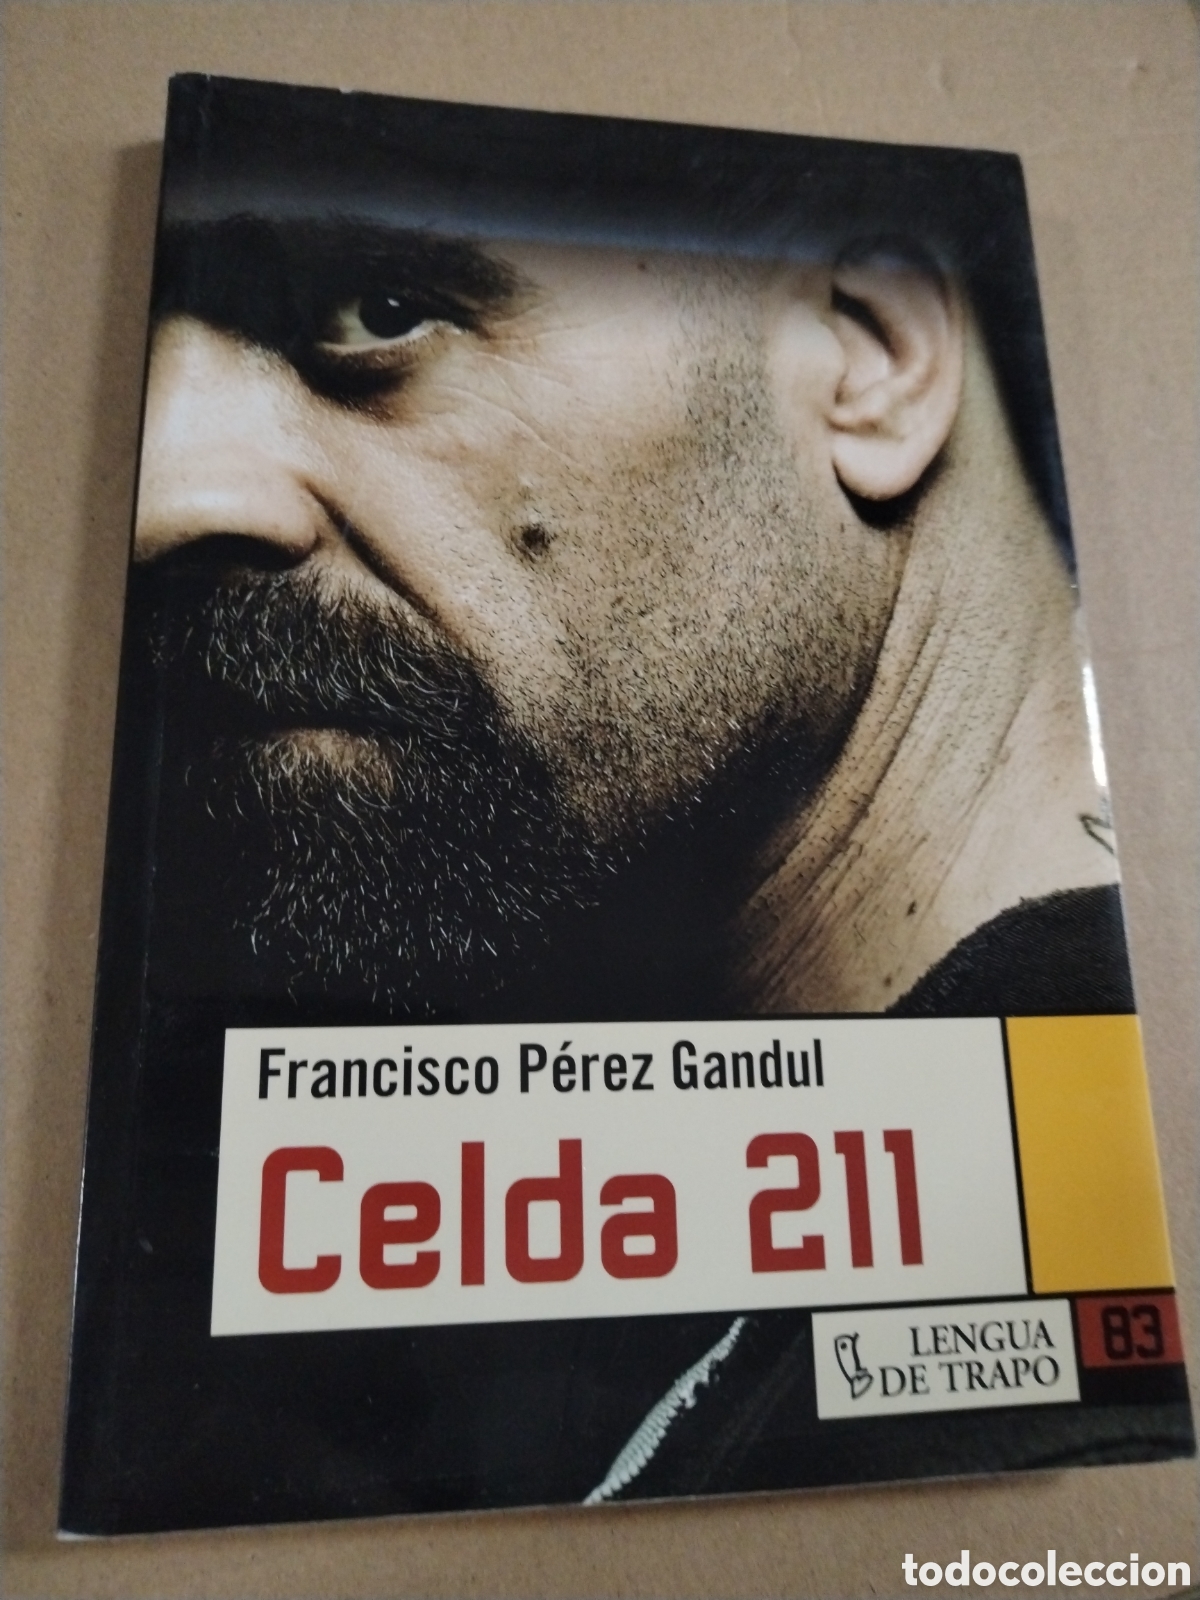 Francisco Pérez Gandul
Celda 211
LENGUA
DE TRAPO
83
todocoleccion